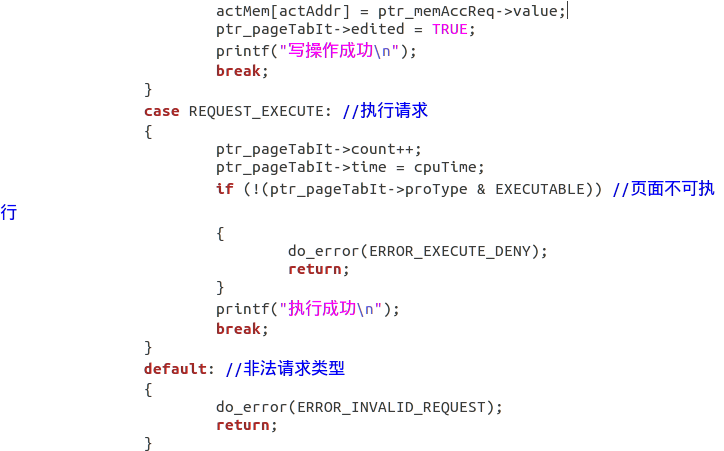 actMem[actAddr] = ptr_memAccReq->value;
ptr_pageTabIt->edited = TRUE;
printf("写操作成功\n");
break;
}
case REQUEST_EXECUTE: //执行请求
{
ptr_pageTabIt->count++;
ptr_pageTabIt->time = cpuTime;
if (!(ptr_pageTabIt->proType & EXECUTABLE)) //页面不可执
行
{
do_error(ERROR_EXECUTE_DENY);
return;
}
printf("执行成功\n");
break;
}
default: //非法请求类型
{
do_error(ERROR_INVALID_REQUEST);
return;
}